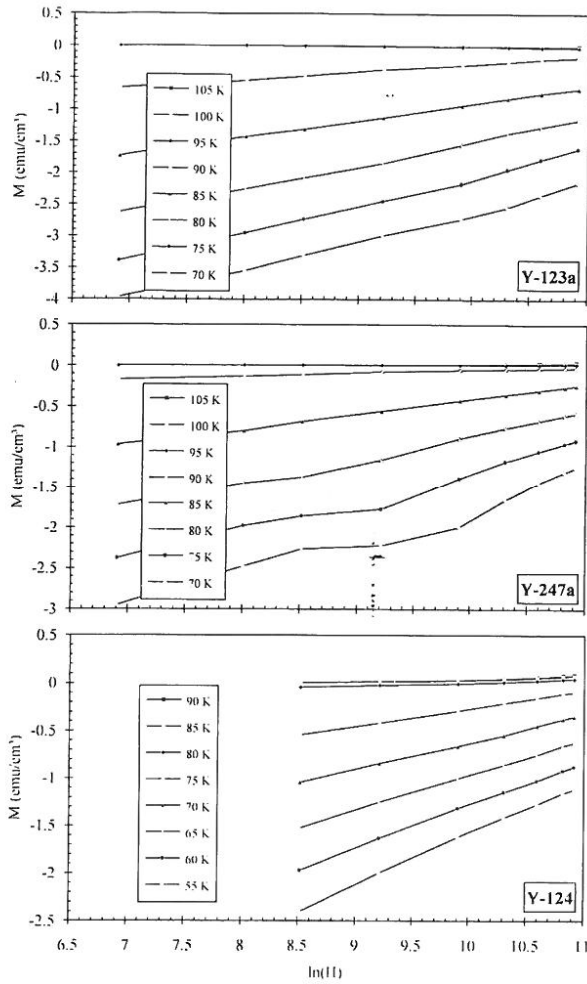 0.5
0
-0.5
-1
-1.5
-2
-2.5
-3
-3.5
-4
M (emu/cm³)
105 K
100 K
95 K
90 K
85 K
80 K
75 K
70 K
Y-123a
0.5
0
-0.5
-1
-1.5
-2
-2.5
-3
M (emu/cm³)
105 K
100 K
95 K
90 K
85 K
80 K
75 K
70 K
Y-247a
0.5
0
-0.5
-1
-1.5
-2
-2.5
M (emu/cm³)
90 K
85 K
80 K
75 K
70 K
65 K
60 K
55 K
Y-124
6.5 7 7.5 8 8.5 9 9.5 10 10.5 11
ln(H)